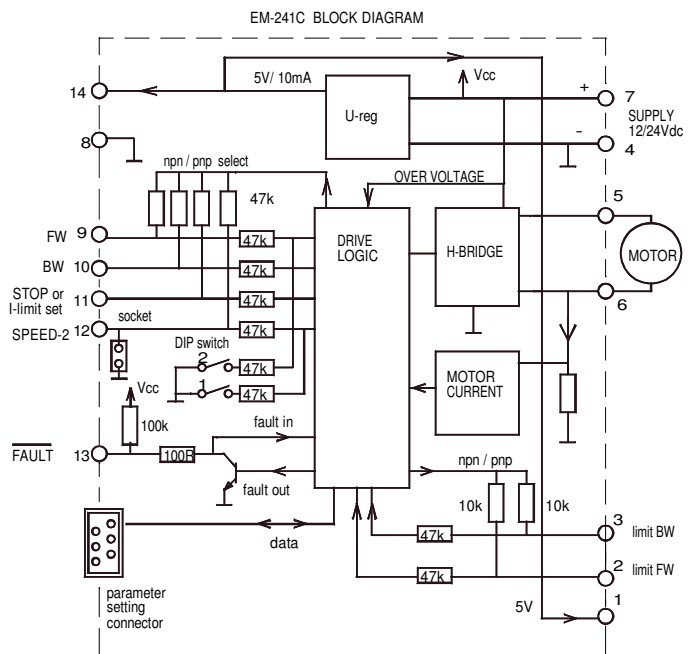 EM-241C BLOCK DIAGRAM
14
5V/ 10mA
U-reg
Vcc
+
7
SUPPLY
12/24Vdc
-
4
8
npn / pnp select
47k
OVER VOLTAGE
5
FW
9
47k
DRIVE
LOGIC
H-BRIDGE
MOTOR
BW
10
47k
STOP or
I-limit set
11
47k
6
SPEED-2
12
socket
47k
DIP switch
2
47k
1
47k
MOTOR
CURRENT
Vcc
100k
fault in
FAULT
13
100R
fault out
npn / pnp
10k
10k
data
47k
3
limit BW
47k
2
limit FW
parameter
setting
connector
5V
1